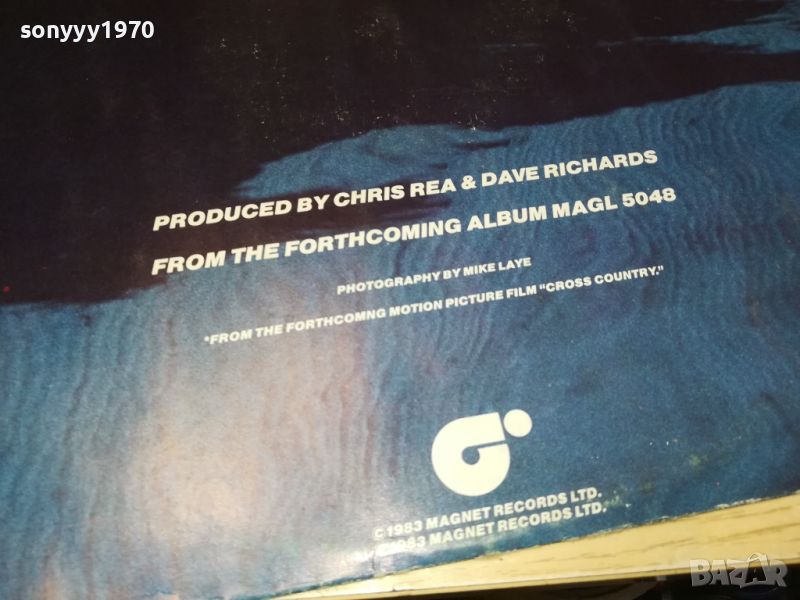 sonyyy1970
PRODUCED BY CHRIS REA & DAVE RICHARDS
FROM THE FORTHCOMING ALBUM MAGL 5048
PHOTOGRAPHY BY MIKE LAYE
*FROM THE FORTHCOMNG MOTION PICTURE FILM "CROSS COUNTRY."
© 1983 MAGNET RECORDS LTD.
1983 MAGNET RECORDS LTD.
BAZAR